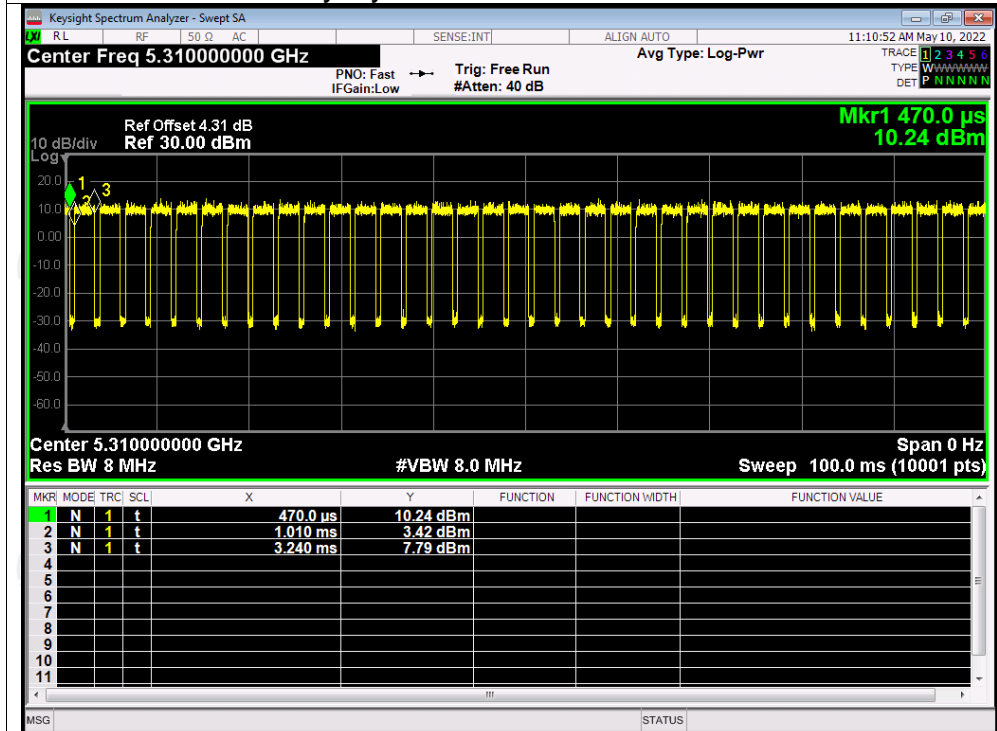 Keysight Spectrum Analyzer - Swept SA
LXI RL RF 50 Ω AC SENSE:INT ALIGN AUTO 11:10:52 AM May 10, 2022
Center Freq 5.310000000 GHz Avg Type: Log-Pwr TRACE 1 2 3 4 5 6
PNO: Fast Trig: Free Run TYPE WWWWWW
IFGain:Low #Atten: 40 dB DET P N N N N N
Mkr1 470.0 µs
Ref Offset 4.31 dB
10 dB/div Ref 30.00 dBm 10.24 dBm
Log
20.0
1 2 3
10.0
0.00
-10.0
-20.0
-30.0
-40.0
-50.0
-60.0
Center 5.310000000 GHz Span 0 Hz
Res BW 8 MHz #VBW 8.0 MHz Sweep 100.0 ms (10001 pts)
MKR MODE TRC SCL X Y FUNCTION FUNCTION WIDTH FUNCTION VALUE
1 N 1 t 470.0 µs 10.24 dBm
2 N 1 t 1.010 ms 3.42 dBm
3 N 1 t 3.240 ms 7.79 dBm
4
5
6
7
8
9
10
11
MSG STATUS